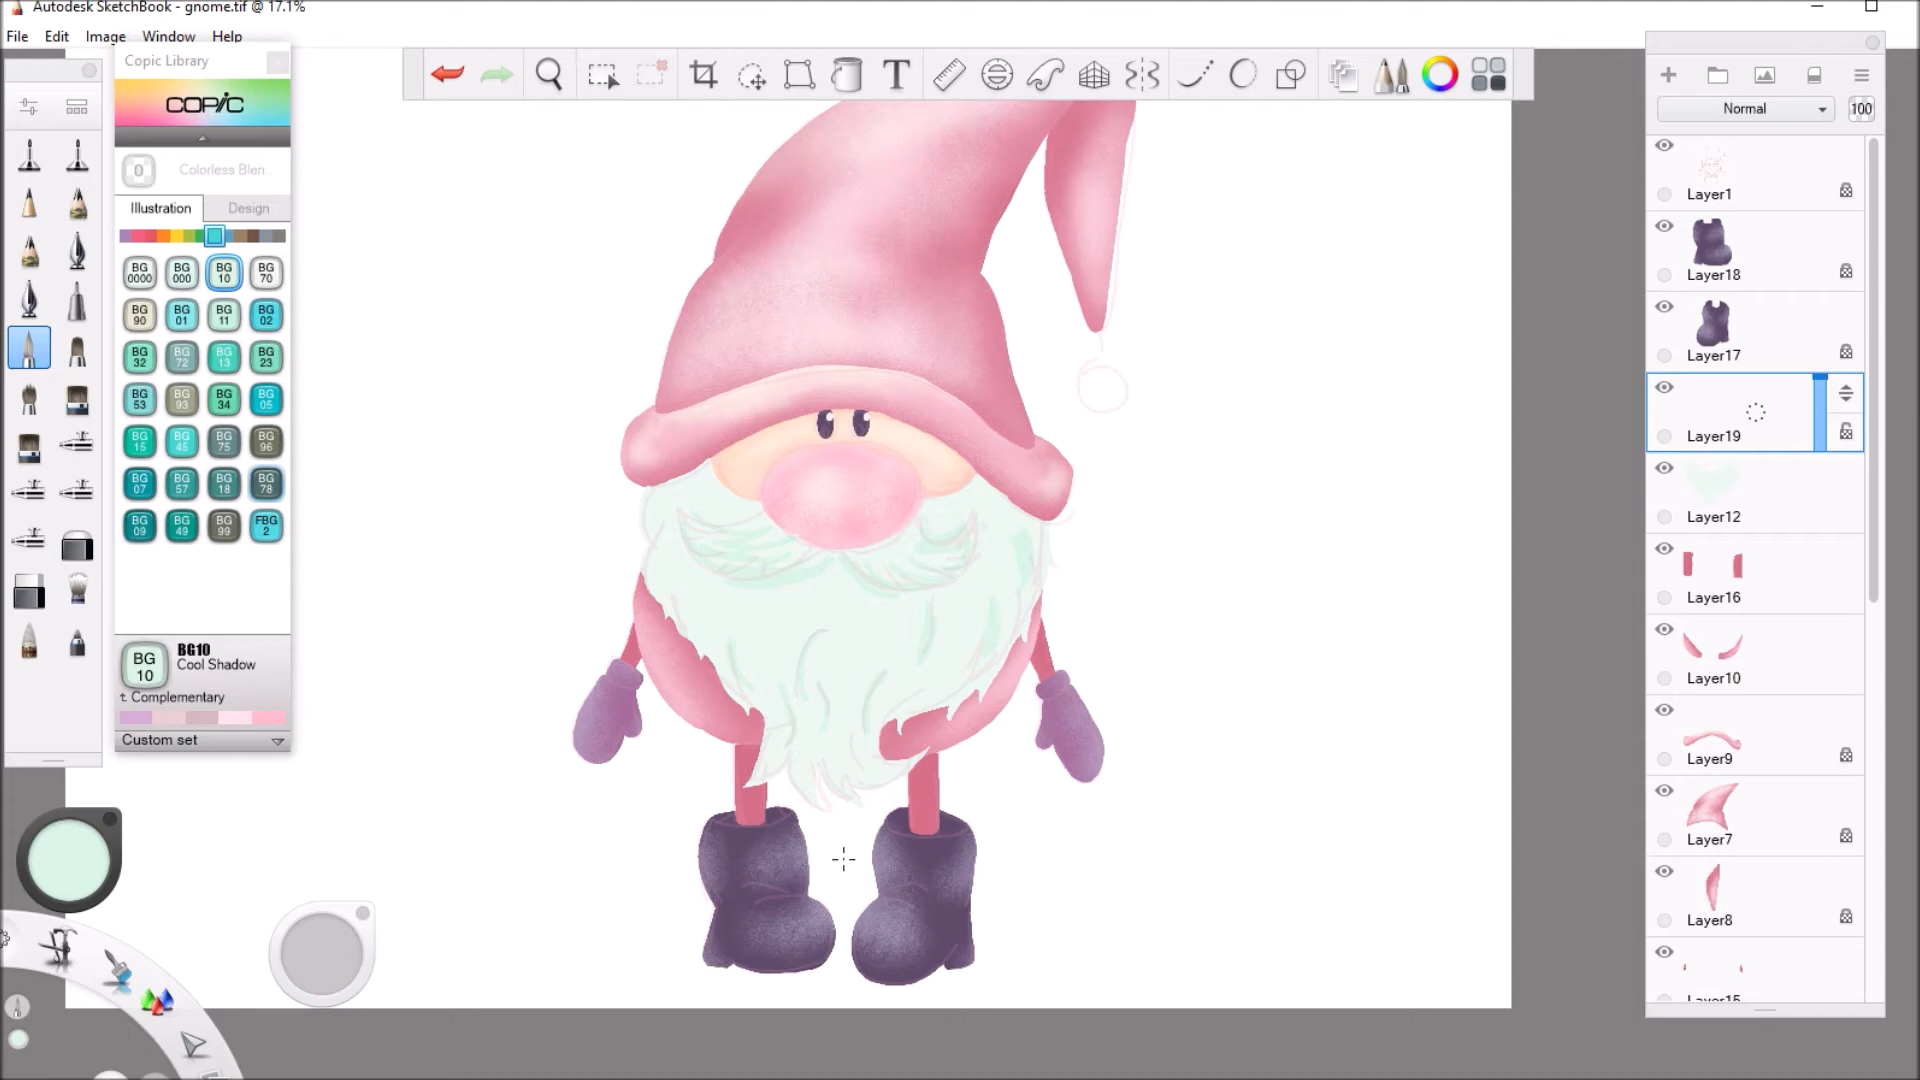 Autodesk SketchBook - gnome.tif @ 17.1%
File Edit Image Window Help
Copic Library
COPIC
0 Colorless Blen..
Illustration Design
BG 0000 BG 000 BG 10 BG 70
BG 90 BG 01 BG 11 BG 02
BG 32 BG 72 BG 13 BG 23
BG 53 BG 93 BG 34 BG 05
BG 15 BG 45 BG 75 BG 96
BG 07 BG 57 BG 18 BG 78
BG 09 BG 49 BG 99 FBG 2
BG 10 BG10
Cool Shadow
Complementary
Custom set
T
Normal 100
Layer1
Layer18
Layer17
Layer19
Layer12
Layer16
Layer10
Layer9
Layer7
Layer8
Layer15